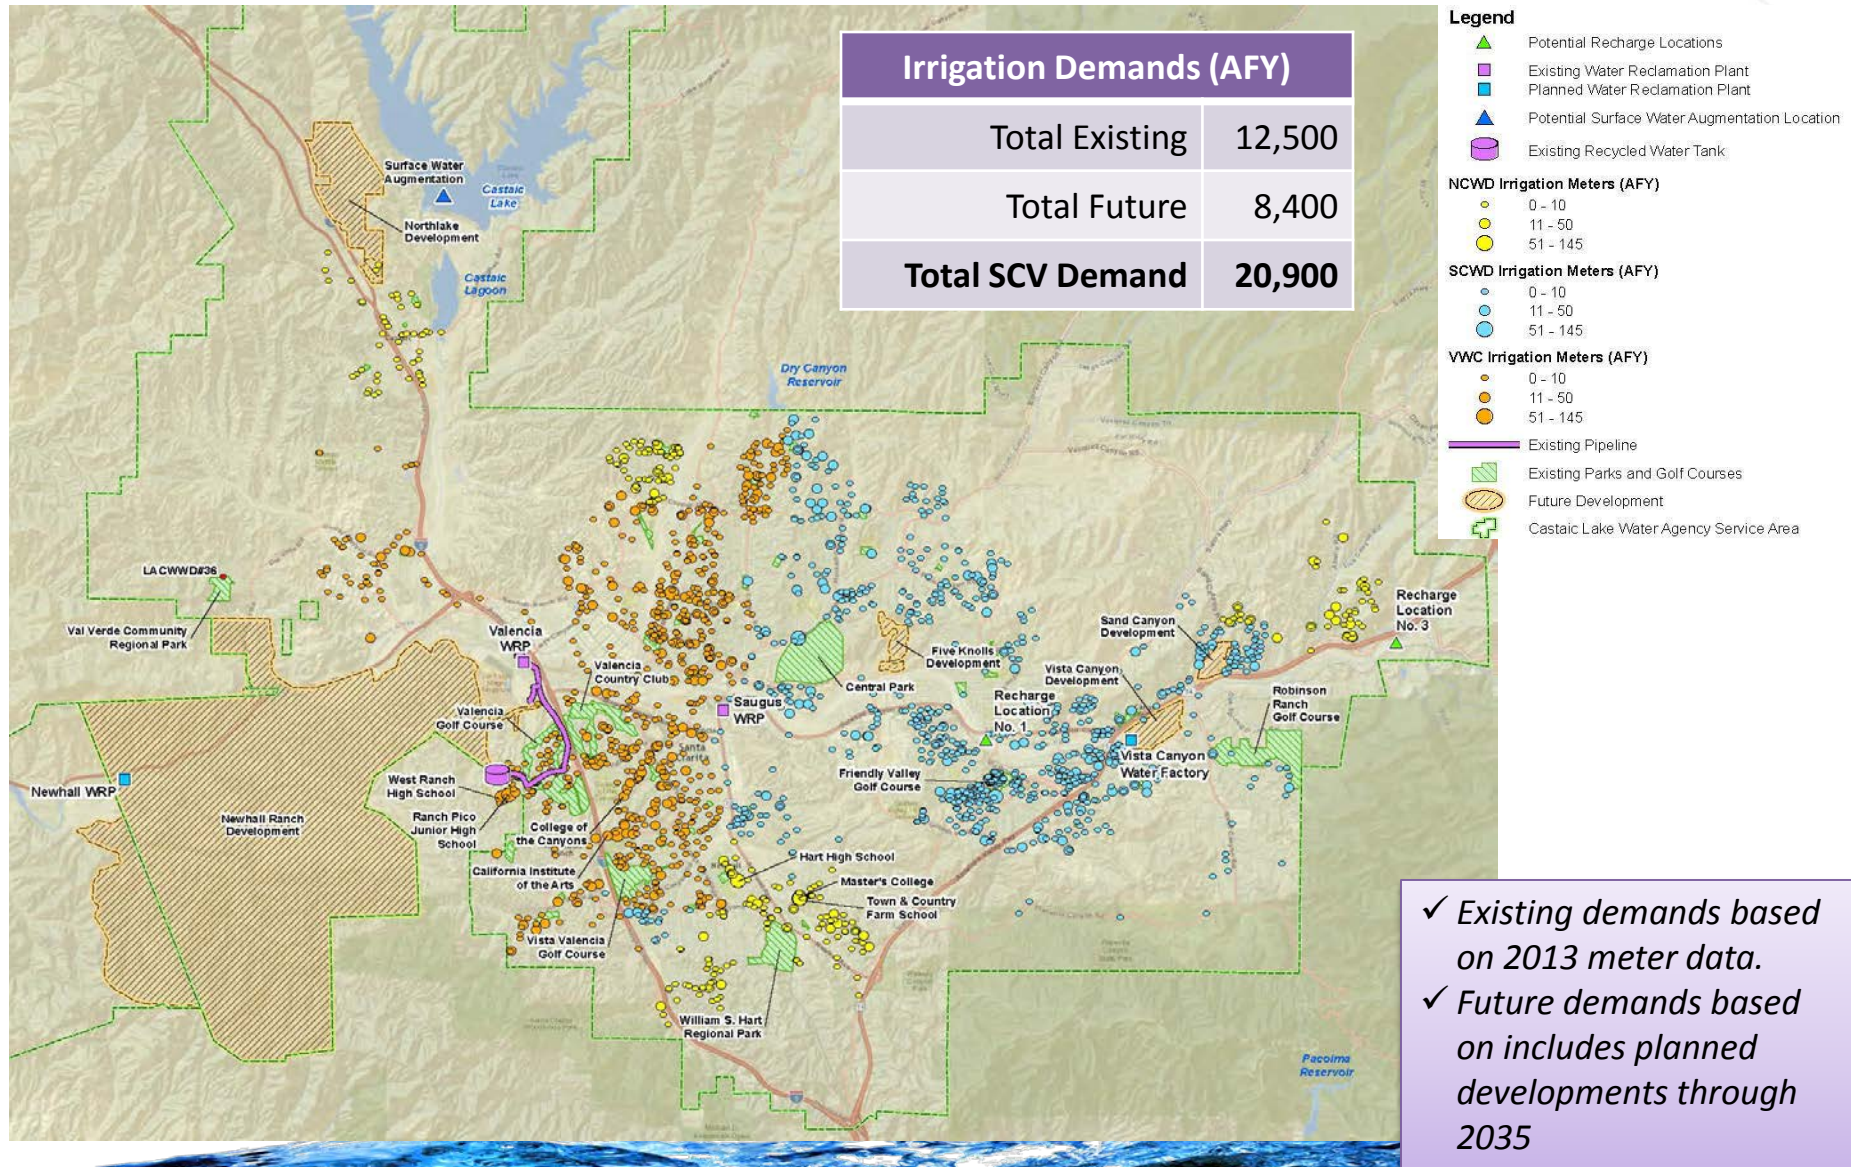 Irrigation Demands (AFY)
Total Existing 12,500
Total Future 8,400
Total SCV Demand 20,900
Legend
Potential Recharge Locations
Existing Water Reclamation Plant
Planned Water Reclamation Plant
Potential Surface Water Augmentation Location
Existing Recycled Water Tank
NCWD Irrigation Meters (AFY)
0 - 10
11 - 50
51 - 145
SCWD Irrigation Meters (AFY)
0 - 10
11 - 50
51 - 145
VWC Irrigation Meters (AFY)
0 - 10
11 - 50
51 - 145
Existing Pipeline
Existing Parks and Golf Courses
Future Development
Castaic Lake Water Agency Service Area
Surface Water
Augmentation
Castaic
Lake
Northlake
Development
Castaic
Lagoon
Dry Canyon
Reservoir
LACWWD#36
Val Verde Community
Regional Park
Valencia
WRP
Valencia
Country Club
Valencia
Golf Course
Saugus
WRP
Central Park
Five Knolls
Development
Recharge
Location
No. 1
Vista Canyon
Development
Sand Canyon
Development
Recharge
Location
No. 3
Robinson
Ranch
Golf Course
Vista Canyon
Water Factory
Friendly Valley
Golf Course
Santa
Clarita
Newhall WRP
Newhall Ranch
Development
West Ranch
High School
Ranch Pico
Junior High
School
College of
the Canyons
California Institute
of the Arts
Hart High School
Master's College
Town & Country
Farm School
Vista Valencia
Golf Course
William S. Hart
Regional Park
Pacoima
Reservoir
✓ Existing demands based
on 2013 meter data.
✓ Future demands based
on includes planned
developments through
2035